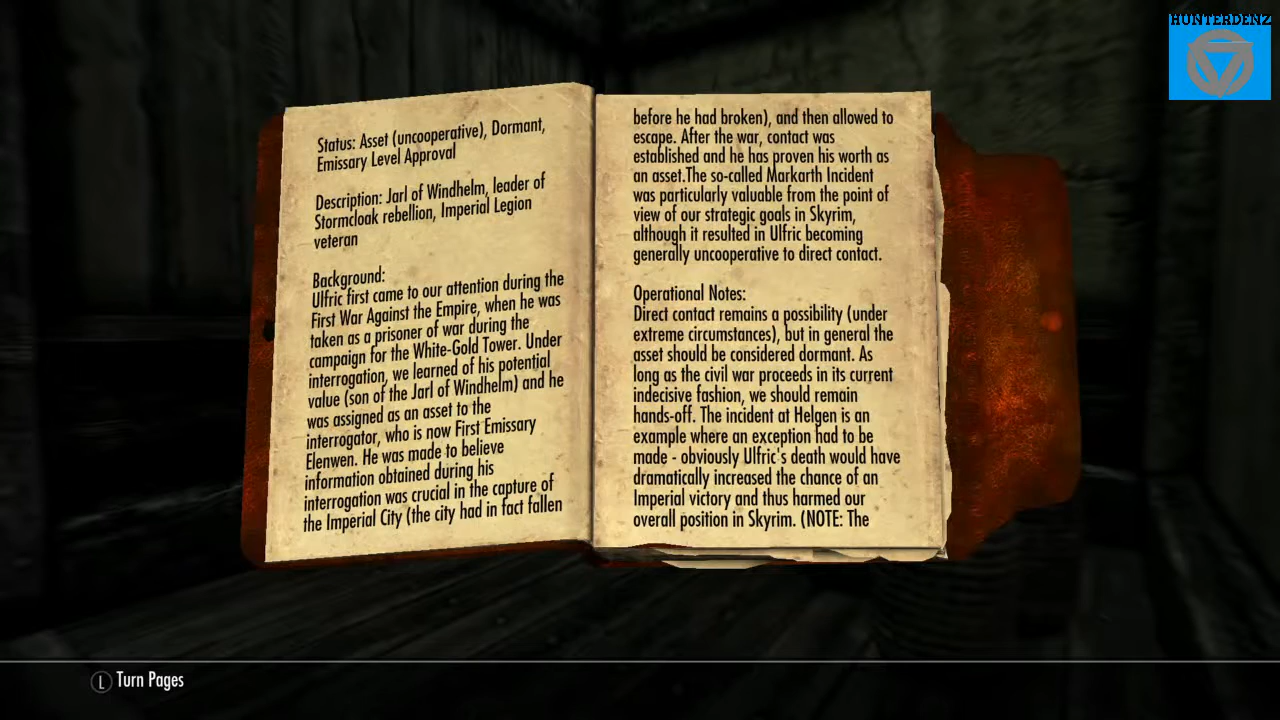 HUNTERDENZ
Status: Asset (uncooperative), Dormant,
Emissary Level Approval
Description: Jarl of Windhelm, leader of
Stormcloak rebellion, Imperial Legion
veteran
Background:
Ulfric first came to our attention during the
First War Against the Empire, when he was
taken as a prisoner of war during the
campaign for the White-Gold Tower. Under
interrogation, we learned of his potential
value (son of the Jarl of Windhelm) and he
was assigned as an asset to the
interrogator, who is now First Emissary
Elenwen. He was made to believe
information obtained during his
interrogation was crucial in the capture of
the Imperial City (the city had in fact fallen
before he had broken), and then allowed to
escape. After the war, contact was
established and he has proven his worth as
an asset.The so-called Markarth Incident
was particularly valuable from the point of
view of our strategic goals in Skyrim,
although it resulted in Ulfric becoming
generally uncooperative to direct contact.
Operational Notes:
Direct contact remains a possibility (under
extreme circumstances), but in general the
asset should be considered dormant. As
long as the civil war proceeds in its current
indecisive fashion, we should remain
hands-off. The incident at Helgen is an
example where an exception had to be
made - obviously Ulfric's death would have
dramatically increased the chance of an
Imperial victory and thus harmed our
overall position in Skyrim. (NOTE: The
L Turn Pages